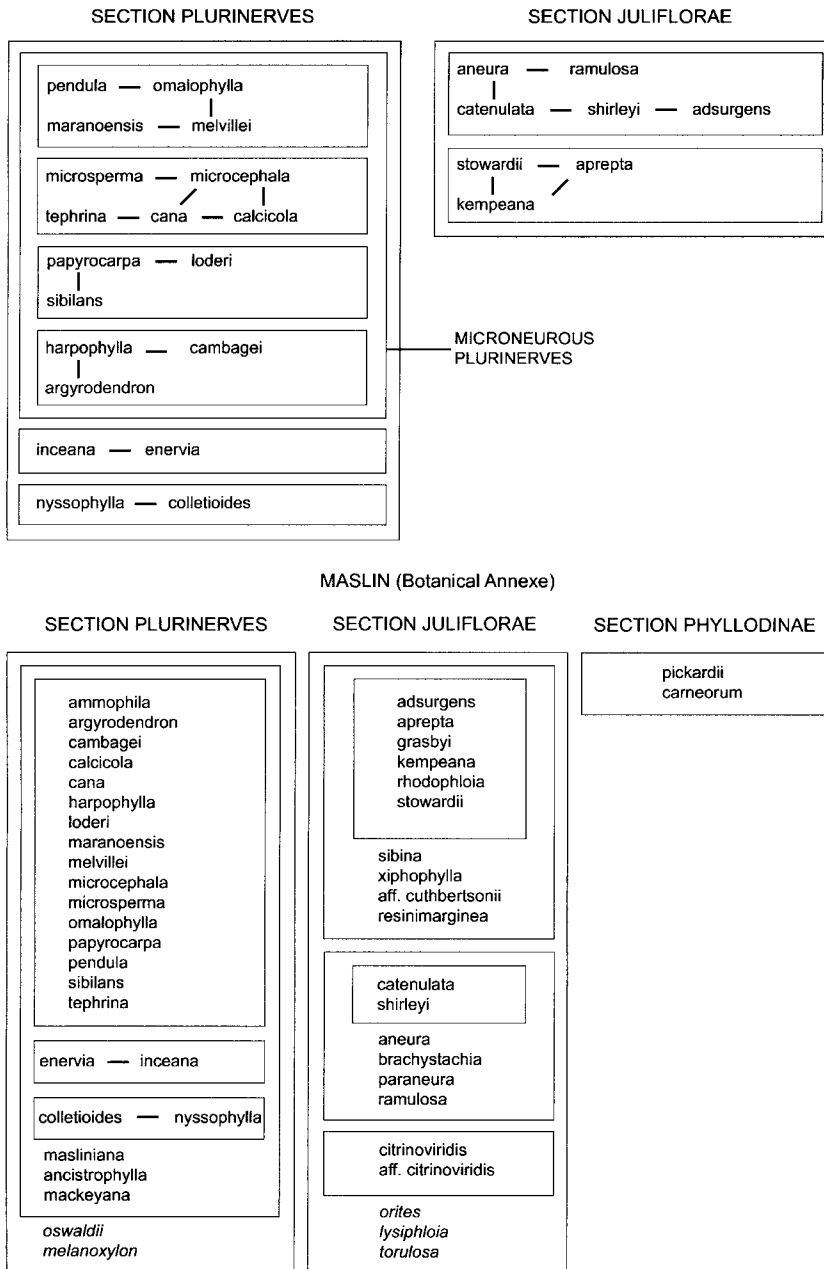 SECTION PLURINERVES
pendula — omalophylla
maranoensis — melvillei
microsperma — microcephala
tephrina — cana — calcicola
papyrocarpa — loderi
sibilans
harpophylla — cambagei
argyrodendron
inceana — enervia
nyssophylla — colletioides
MICRONEUROUS
PLURINERVES
SECTION JULIFLORAE
aneura — ramulosa
catenulata — shirleyi — adsurgens
stowardii — aprepta
kempeana
MASLIN (Botanical Annexe)
SECTION PLURINERVES
ammophila
argyrodendron
cambagei
calcicola
cana
harpophylla
loderi
maranoensis
melvillei
microcephala
microsperma
omalophylla
papyrocarpa
pendula
sibilans
tephrina
enervia — inceana
colletioides — nyssophylla
masliniana
ancistrophylla
mackeyana
oswaldii
melanoxylon
SECTION JULIFLORAE
adsurgens
aprepta
grasbyi
kempeana
rhodophloia
stowardii
sibina
xiphophylla
aff. cuthbertsonii
resinimarginea
catenulata
shirleyi
aneura
brachystachia
paraneura
ramulosa
citrinoviridis
aff. citrinoviridis
orites
lysiphloia
torulosa
SECTION PHYLLODINAE
pickardii
carneorum